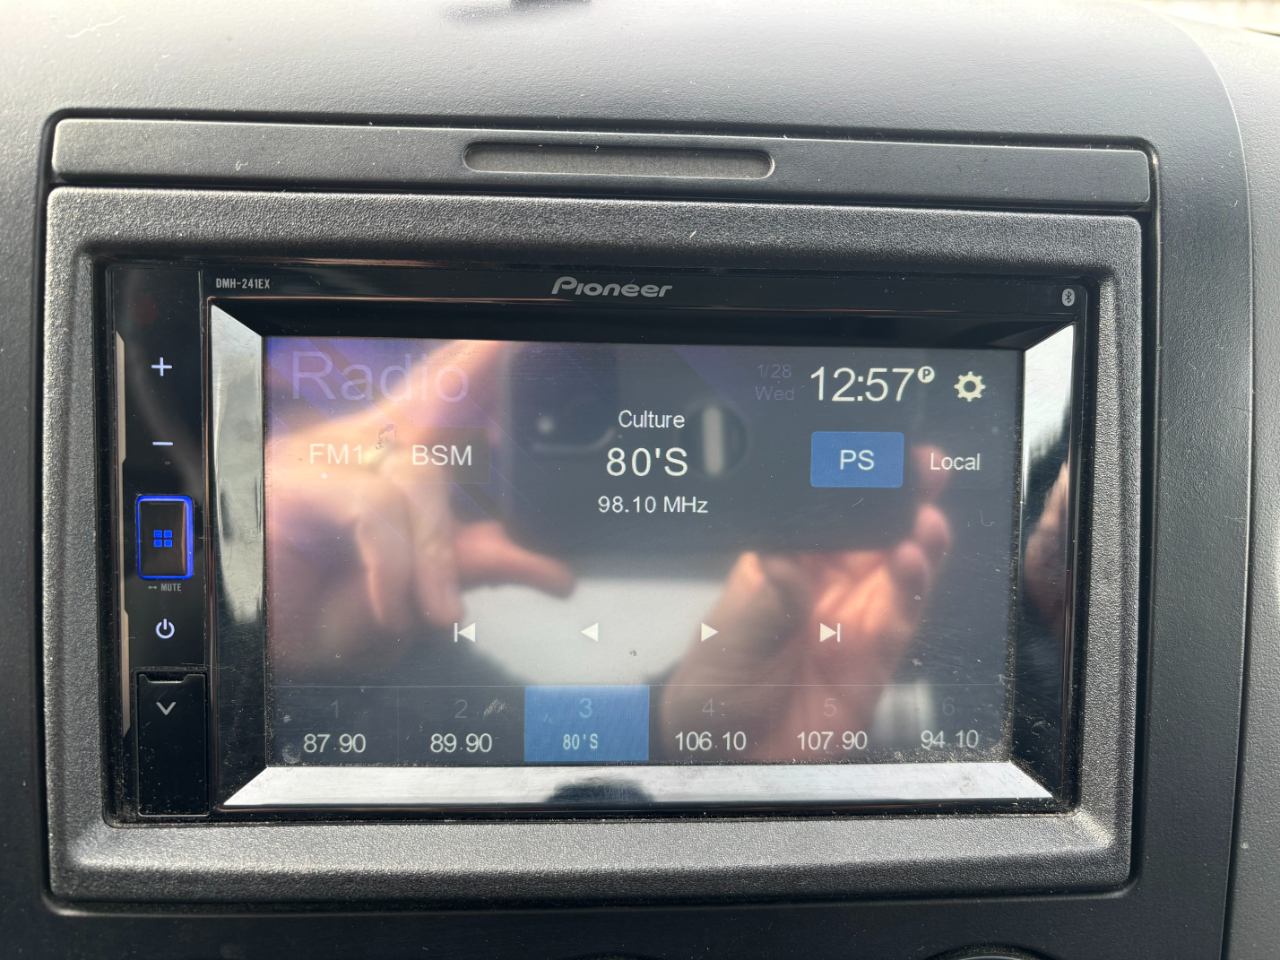 DMH-241EX
Pioneer
Radio
1/28
Wed
12:57
P
Culture
FM1
BSM
80'S
PS
Local
98.10 MHz
MUTE
1 2 3 4 5 6
87.90 89.90 80'S 106.10 107.90 94.10